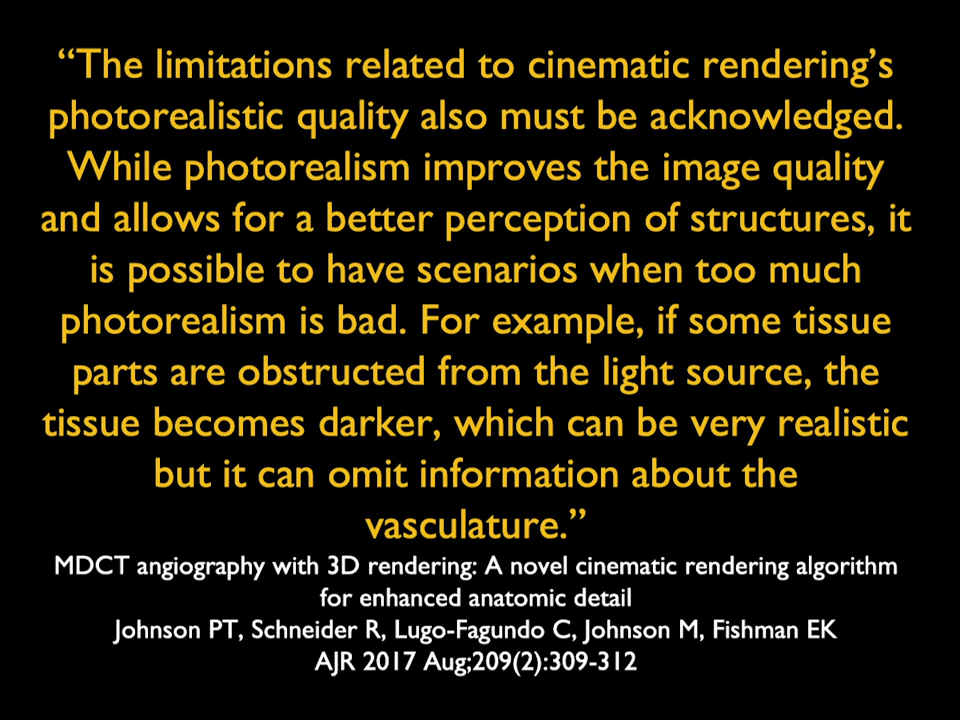 “The limitations related to cinematic rendering’s
photorealistic quality also must be acknowledged.
While photorealism improves the image quality
and allows for a better perception of structures, it
is possible to have scenarios when too much
photorealism is bad. For example, if some tissue
parts are obstructed from the light source, the
tissue becomes darker, which can be very realistic
but it can omit information about the
vasculature.”
MDCT angiography with 3D rendering: A novel cinematic rendering algorithm
for enhanced anatomic detail
Johnson PT, Schneider R, Lugo-Fagundo C, Johnson M, Fishman EK
AJR 2017 Aug;209(2):309-312